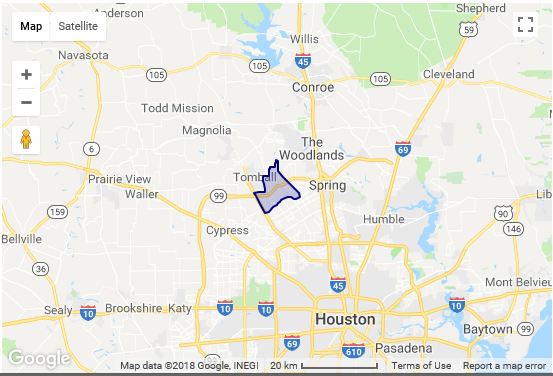 Map
Satellite
Anderson
Shepherd
59
Willis
45
Navasota
105
105
105
Cleveland
Conroe
Todd Mission
Magnolia
6
The
Woodlands
69
Tomball
Prairie View
Waller
99
Spring
159
Humble
90
Lib
Cypress
146
Bellville
36
45
Mont Belvieu
Sealy
10
Brookshire
Katy
10
10
10
Houston
Baytown
99
69
610
Pasadena
Google
Map data ©2018 Google, INEGI
20 km
Terms of Use
Report a map error